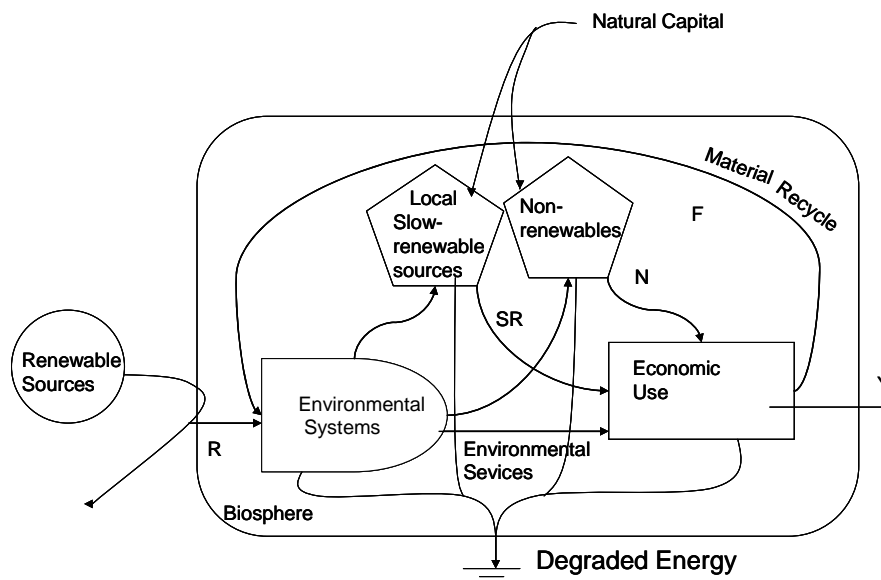 Natural Capital
Material Recycle
Local
Slow-
renewable
sources
Non-
renewables
F
N
SR
Renewable
Sources
R
Environmental
Systems
Economic
Use
Environmental
Sevices
Biosphere
Degraded Energy